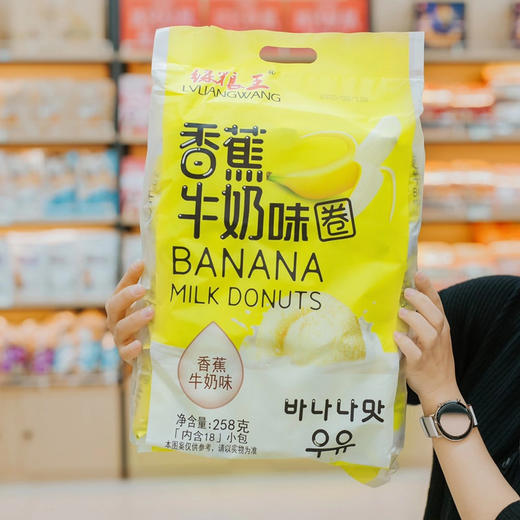 绿粮王®
LVLIANGWANG
香蕉
牛奶味圈
BANANA
MILK DONUTS
香蕉
牛奶味
净含量:258克
「内含18」小包
本图案仅供参考,请以实物为准
바나나맛
우유